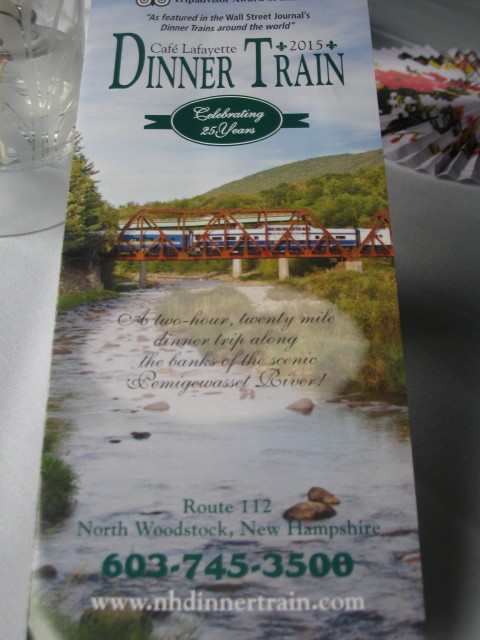 "As featured in the Wall Street Journal's
Dinner Trains around the world"
Café Lafayette 2015
DINNER TRAIN
Celebrating
25 Years
A two-hour, twenty mile
dinner trip along
the banks of the scenic
Pemigewasset River!
Route 112
North Woodstock, New Hampshire
603-745-3500
www.nhdinnertrain.com